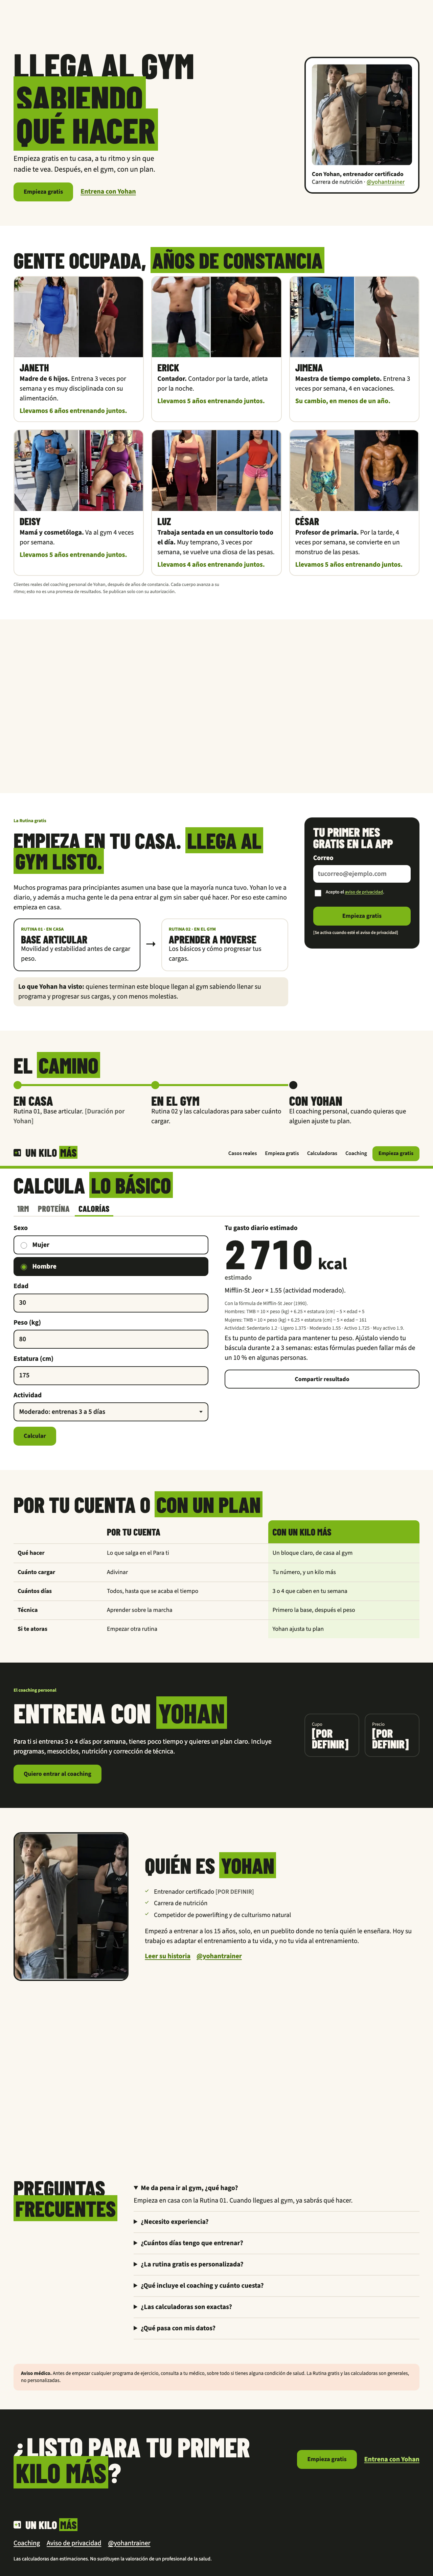 LLEGA AL GYM
SABIENDO
QUÉ HACER
Empieza gratis en tu casa, a tu ritmo y sin que
nadie te vea. Después, en el gym, con un plan.
Empieza gratis
Entrena con Yohan
Con Yohan, entrenador certificado
Carrera de nutrición · @yohantrainer
GENTE OCUPADA, AÑOS DE CONSTANCIA
JANETH
Madre de 6 hijos. Entrena 3 veces por
semana y es muy disciplinada con su
alimentación.
Llevamos 6 años entrenando juntos.
ERICK
Contador. Contador por la tarde, atleta
por la noche.
Llevamos 5 años entrenando juntos.
JIMENA
Maestra de tiempo completo. Entrena 3
veces por semana, 4 en vacaciones.
Su cambio, en menos de un año.
DEISY
Mamá y cosmetóloga. Va al gym 4 veces
por semana.
Llevamos 5 años entrenando juntos.
LUZ
Trabaja sentada en un consultorio todo
el día. Muy temprano, 3 veces por
semana, se vuelve una diosa de las pesas.
Llevamos 4 años entrenando juntos.
CÉSAR
Profesor de primaria. Por la tarde, 4
veces por semana, se convierte en un
monstruo de las pesas.
Llevamos 5 años entrenando juntos.
Clientes reales del coaching personal de Yohan, después de años de constancia. Cada cuerpo avanza a su
ritmo; esto no es una promesa de resultados. Se publican solo con su autorización.
La Rutina gratis
EMPIEZA EN TU CASA. LLEGA AL
GYM LISTO.
Muchos programas para principiantes asumen una base que la mayoría nunca tuvo. Yohan lo ve a
diario, y además a mucha gente le da pena entrar al gym sin saber qué hacer. Por eso este camino
empieza en casa.
RUTINA 01 · EN CASA
BASE ARTICULAR
Movilidad y estabilidad antes de cargar
peso.
→
RUTINA 02 · EN EL GYM
APRENDER A MOVERSE
Los básicos y cómo progresar tus
cargas.
Lo que Yohan ha visto: quienes terminan este bloque llegan al gym sabiendo llenar su
programa y progresar sus cargas, y con menos molestias.
TU PRIMER MES
GRATIS EN LA APP
Correo
tucorreo@ejemplo.com
Acepto el aviso de privacidad.
Empieza gratis
[Se activa cuando esté el aviso de privacidad]
EL CAMINO
EN CASA
Rutina 01, Base articular. [Duración por
Yohan]
EN EL GYM
Rutina 02 y las calculadoras para saber cuánto
cargar.
CON YOHAN
El coaching personal, cuando quieras que
alguien ajuste tu plan.
UN KILO MÁS
Casos reales
Empieza gratis
Calculadoras
Coaching
Empieza gratis
CALCULA LO BÁSICO
1RM
PROTEÍNA
CALORÍAS
Sexo
Mujer
Hombre
Edad
30
Peso (kg)
80
Estatura (cm)
175
Actividad
Moderado: entrenas 3 a 5 días
Calcular
Tu gasto diario estimado
2 710 kcal
estimado
Mifflin-St Jeor × 1.55 (actividad moderado).
Con la fórmula de Mifflin-St Jeor (1990).
Hombres: TMB = 10 × peso (kg) + 6.25 × estatura (cm) − 5 × edad + 5
Mujeres: TMB = 10 × peso (kg) + 6.25 × estatura (cm) − 5 × edad − 161
Actividad: Sedentario 1.2 · Ligero 1.375 · Moderado 1.55 · Activo 1.725 · Muy activo 1.9.
Es tu punto de partida para mantener tu peso. Ajústalo viendo tu
báscula durante 2 a 3 semanas: estas fórmulas pueden fallar más de
un 10 % en algunas personas.
Compartir resultado
POR TU CUENTA O CON UN PLAN
POR TU CUENTA
CON UN KILO MÁS
Qué hacer
Lo que salga en el Para ti
Un bloque claro, de casa al gym
Cuánto cargar
Adivinar
Tu número, y un kilo más
Cuántos días
Todos, hasta que se acaba el tiempo
3 o 4 que caben en tu semana
Técnica
Aprender sobre la marcha
Primero la base, después el peso
Si te atoras
Empezar otra rutina
Yohan ajusta tu plan
El coaching personal
ENTRENA CON YOHAN
Para ti si entrenas 3 o 4 días por semana, tienes poco tiempo y quieres un plan claro. Incluye
programas, mesociclos, nutrición y corrección de técnica.
Quiero entrar al coaching
Cupo
[POR
DEFINIR]
Precio
[POR
DEFINIR]
QUIÉN ES YOHAN
Entrenador certificado [POR DEFINIR]
Carrera de nutrición
Competidor de powerlifting y de culturismo natural
Empezó a entrenar a los 15 años, solo, en un pueblito donde no tenía quién le enseñara. Hoy su
trabajo es adaptar el entrenamiento a tu vida, y no tu vida al entrenamiento.
Leer su historia
@yohantrainer
PREGUNTAS
FRECUENTES
Me da pena ir al gym, ¿qué hago?
Empieza en casa con la Rutina 01. Cuando llegues al gym, ya sabrás qué hacer.
¿Necesito experiencia?
¿Cuántos días tengo que entrenar?
¿La rutina gratis es personalizada?
¿Qué incluye el coaching y cuánto cuesta?
¿Las calculadoras son exactas?
¿Qué pasa con mis datos?
Aviso médico. Antes de empezar cualquier programa de ejercicio, consulta a tu médico, sobre todo si tienes alguna condición de salud. La Rutina gratis y las calculadoras son generales,
no personalizadas.
¿LISTO PARA TU PRIMER
KILO MÁS?
Empieza gratis
Entrena con Yohan
UN KILO MÁS
Coaching
Aviso de privacidad
@yohantrainer
Las calculadoras dan estimaciones. No sustituyen la valoración de un profesional de la salud.